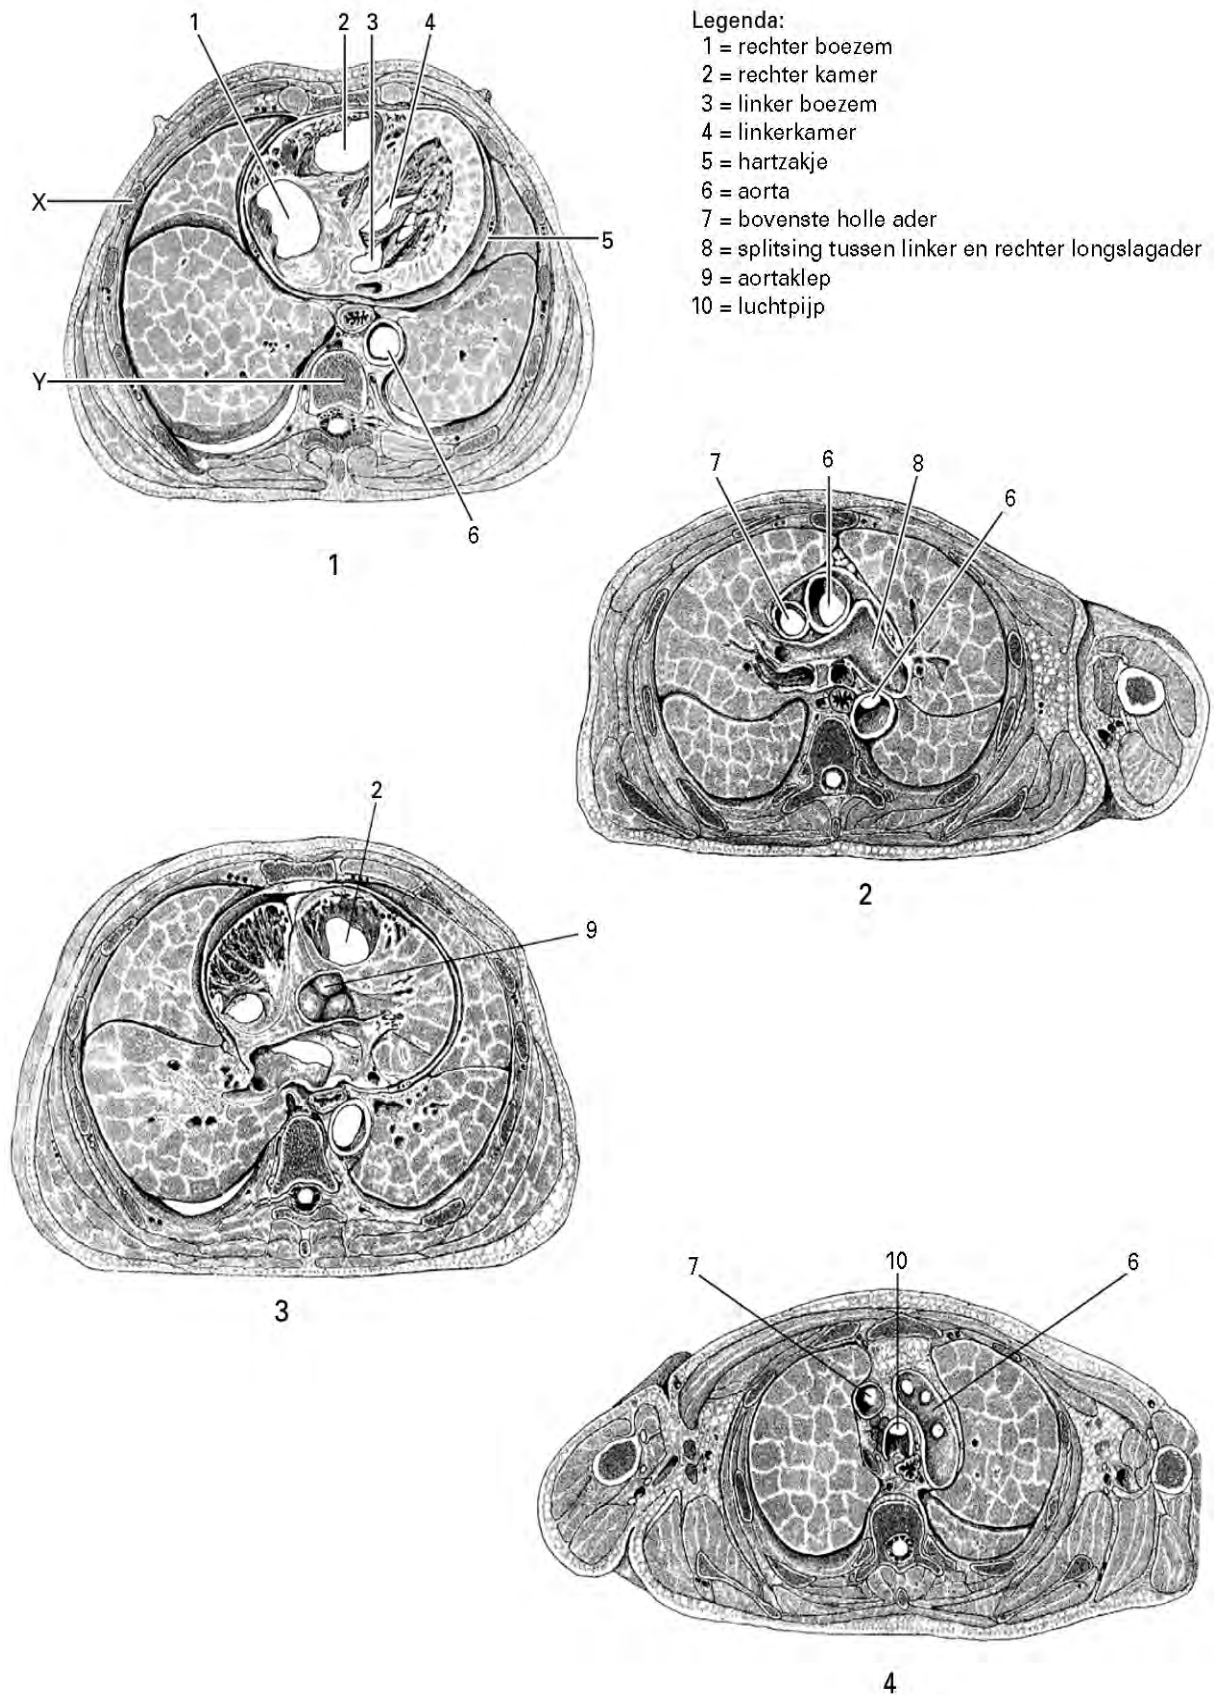 1 2 3 4
X
5
Y
6
1
Legenda:
1 = rechter boezem
2 = rechter kamer
3 = linker boezem
4 = linkerkamer
5 = hartzakje
6 = aorta
7 = bovenste holle ader
8 = splitsing tussen linker en rechter longslagader
9 = aortaklep
10 = luchtpijp
7 6 8 6
2
2
9
3
7 10 6
4